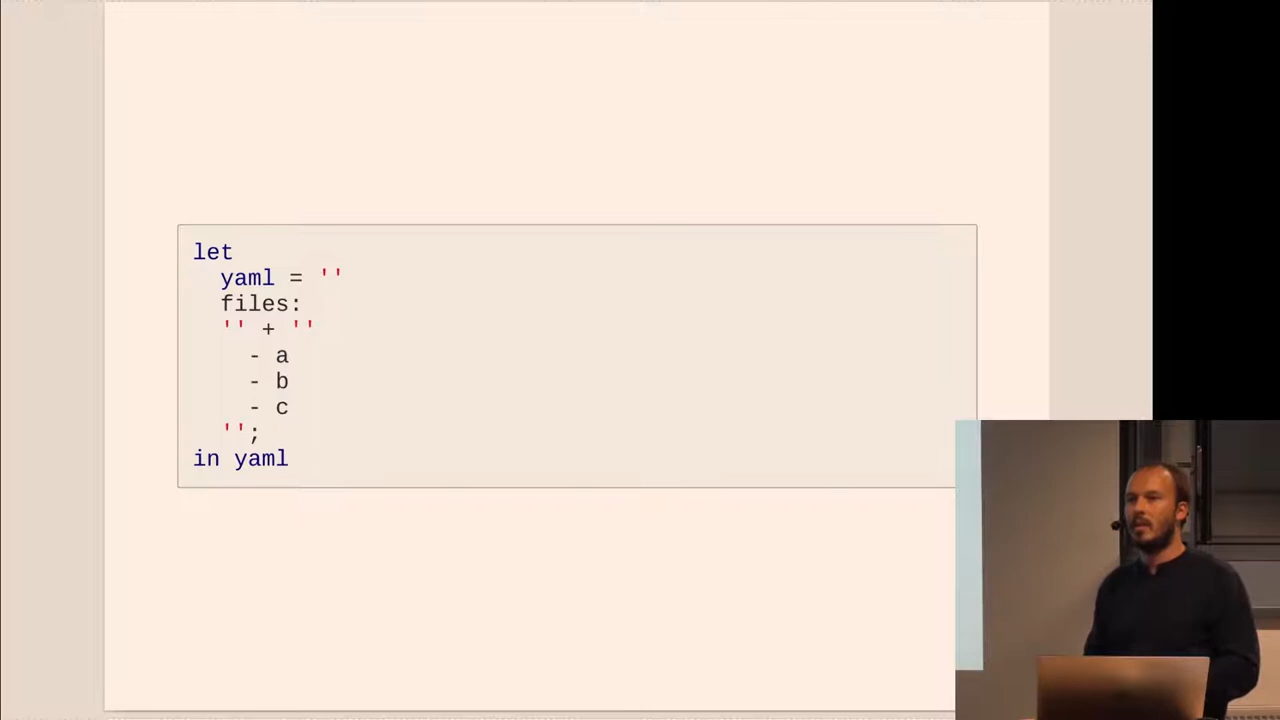 let
  yaml = ''
  files:
  '' + ''
    - a
    - b
    - c
  '';
in yaml